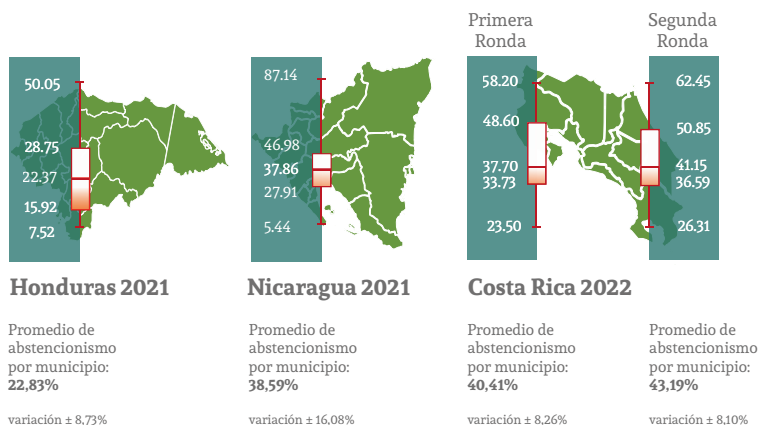 Primera
Ronda
Segunda
Ronda
50.05
28.75
22.37
15.92
7.52
87.14
46.98
37.86
27.91
5.44
58.20
48.60
37.70
33.73
23.50
62.45
50.85
41.15
36.59
26.31
Honduras 2021
Nicaragua 2021
Costa Rica 2022
Promedio de
abstencionismo
por municipio:
22,83%
variación ± 8,73%
Promedio de
abstencionismo
por municipio:
38,59%
variación ± 16,08%
Promedio de
abstencionismo
por municipio:
40,41%
variación ± 8,26%
Promedio de
abstencionismo
por municipio:
43,19%
variación ± 8,10%